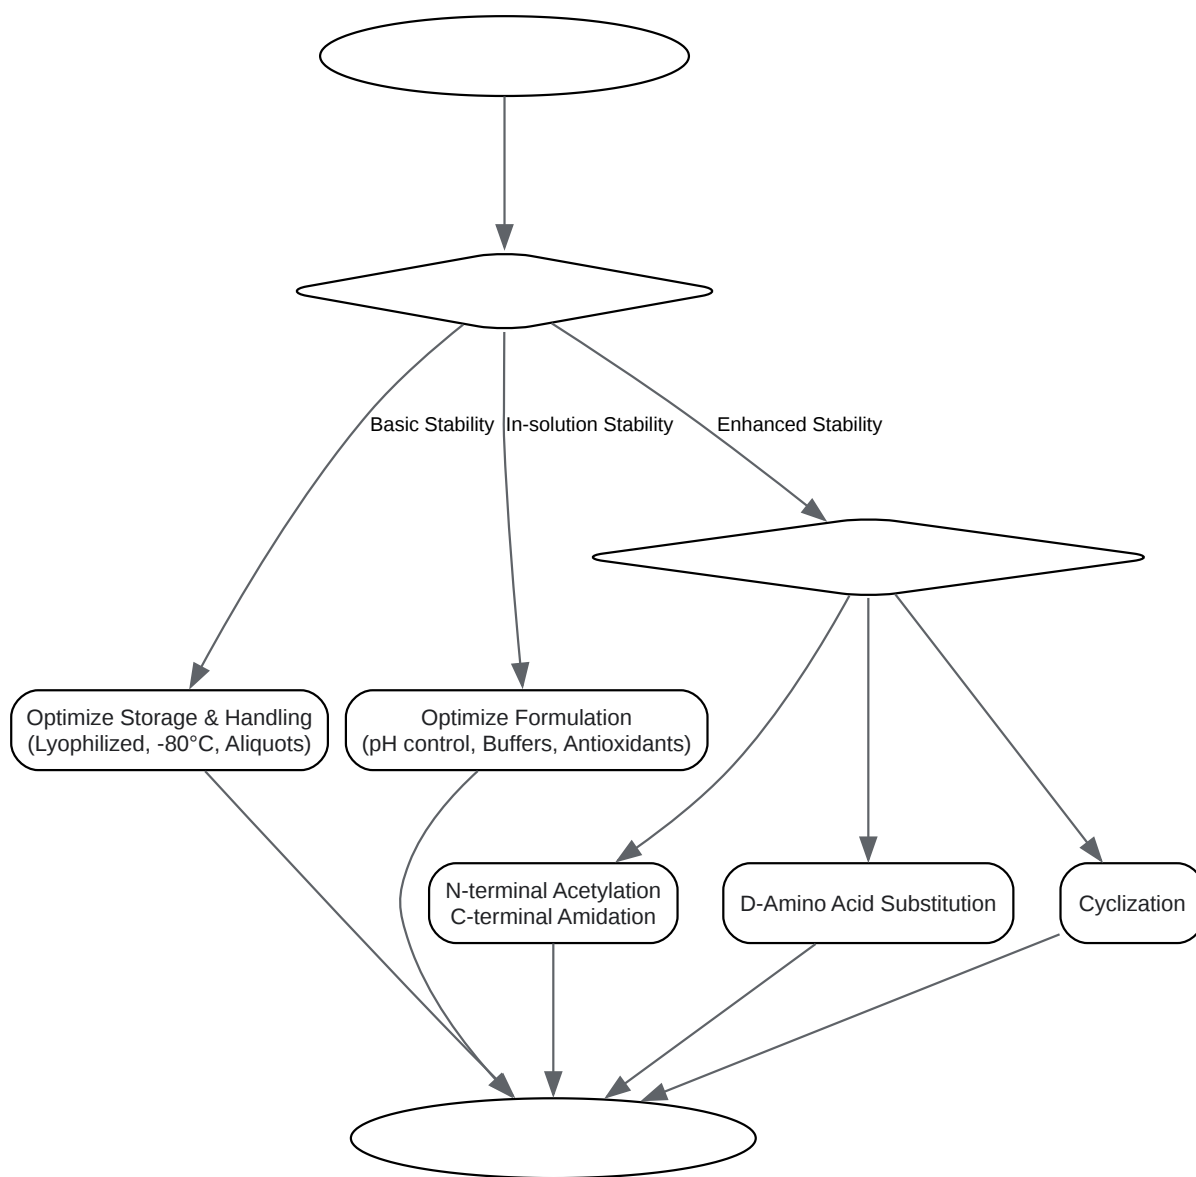 Basic Stability
In-solution Stability
Enhanced Stability
Optimize Storage & Handling
(Lyophilized, -80°C, Aliquots)
Optimize Formulation
(pH control, Buffers, Antioxidants)
N-terminal Acetylation
C-terminal Amidation
D-Amino Acid Substitution
Cyclization